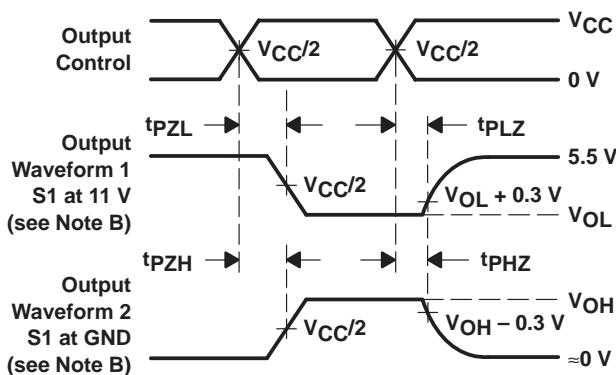 Output
Control
VCC/2
VCC/2
VCC
0 V
tPZL
tPLZ
Output
Waveform 1
S1 at 11 V
(see Note B)
VCC/2
5.5 V
VOL + 0.3 V
VOL
tPZH
tPHZ
Output
Waveform 2
S1 at GND
(see Note B)
VCC/2
VOH
VOH – 0.3 V
≈0 V